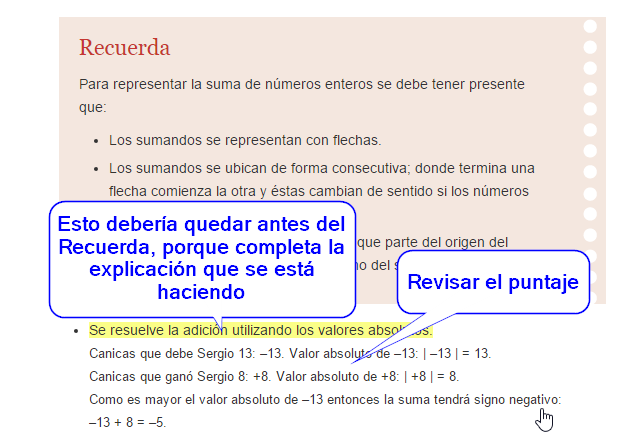 Recuerda
Para representar la suma de números enteros se debe tener presente
que:
• Los sumandos se representan con flechas.
• Los sumandos se ubican de forma consecutiva; donde termina una
flecha comienza la otra y éstas cambian de sentido si los números
que parte del origen del
Esto debería quedar antes del
Recuerda, porque completa la
explicación que se está
haciendo
Revisar el puntaje
• Se resuelve la adición utilizando los valores absolutos.
Canicas que debe Sergio 13: –13. Valor absoluto de –13: | –13 | = 13.
Canicas que ganó Sergio 8: +8. Valor absoluto de +8: | +8 | = 8.
Como es mayor el valor absoluto de –13 entonces la suma tendrá signo negativo:
–13 + 8 = –5.